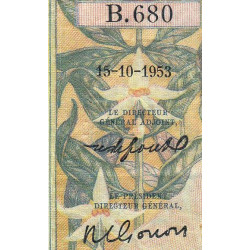 B.680
15-10-1953
LE DIRECTEUR
GÉNÉRAL ADJOINT,
LE PRÉSIDENT
DIRECTEUR GÉNÉRAL,